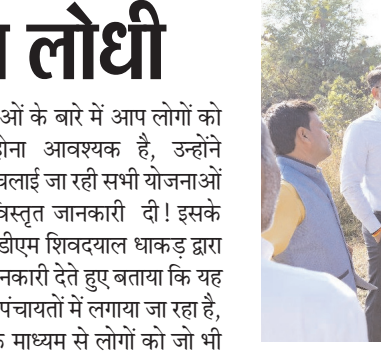 लोधी
ओं के बारे में आप लोगों को
होना आवश्यक है, उन्होंने
चलाई जा रही सभी योजनाओं
विस्तृत जानकारी दी! इसके
डीएम शिवदयाल धाकड़ द्वारा
नकारी देते हुए बताया कि यह
पंचायतों में लगाया जा रहा है,
माध्यम से लोगों को जो भी